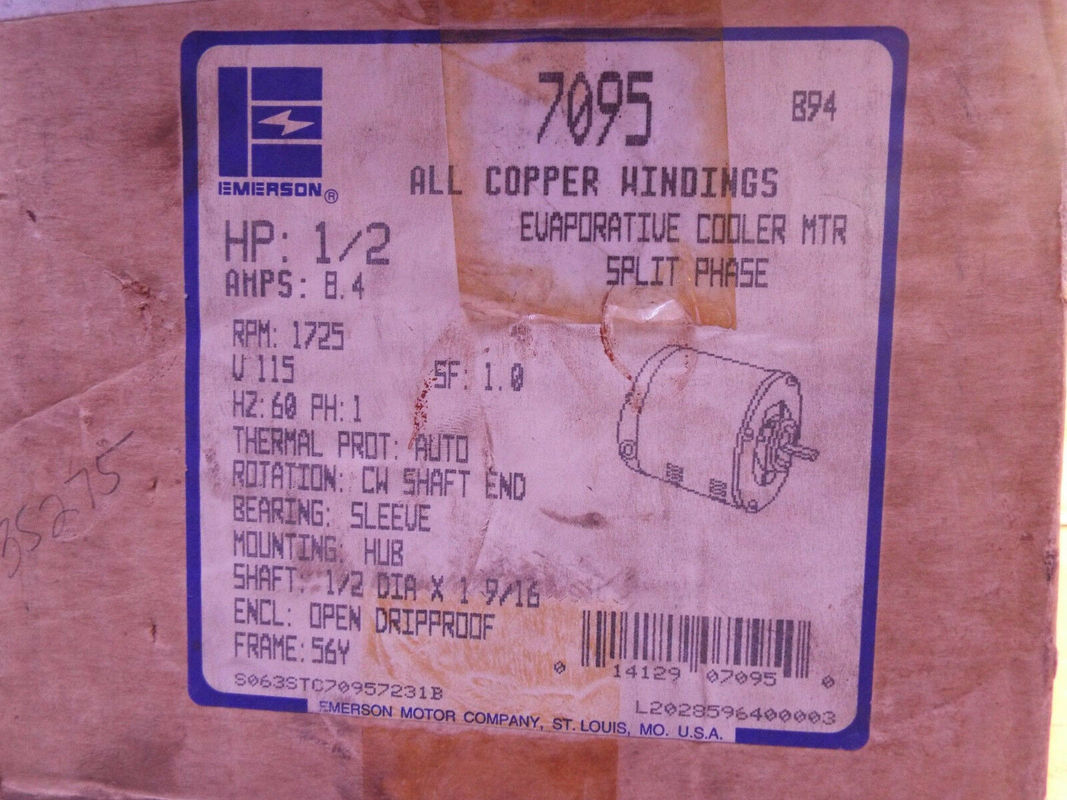 7095
B94
EMERSON®
ALL COPPER WINDINGS
EVAPORATIVE COOLER MTR
SPLIT PHASE
HP: 1/2
AMPS: 8.4
RPM: 1725
V 115
SF: 1.0
HZ: 60 PH: 1
THERMAL PROT: AUTO
ROTATION: CW SHAFT END
BEARING: SLEEVE
MOUNTING: HUB
SHAFT: 1/2 DIA X 1 9/16
ENCL: OPEN DRIPPROOF
FRAME: 56Y
0 14129 07095 0
S063STC70957231B
L2028596400003
EMERSON MOTOR COMPANY, ST. LOUIS, MO. U.S.A.
35275